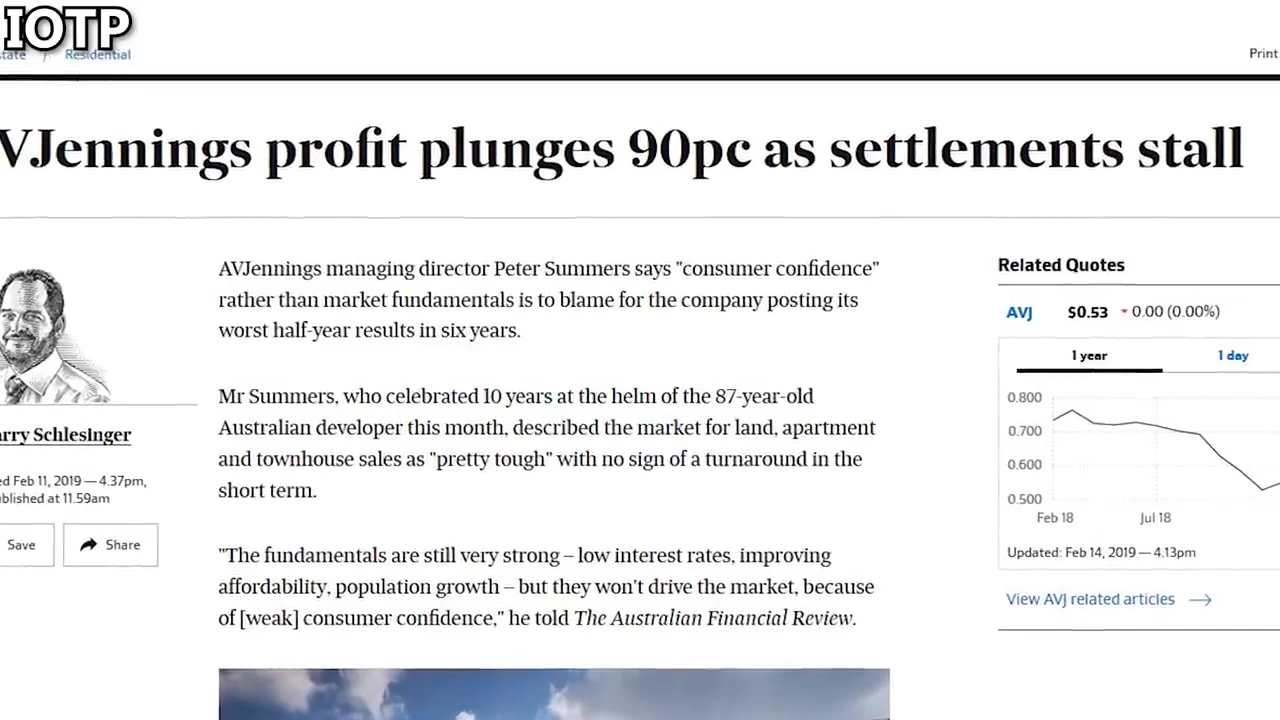 IOTP
state / Residential
Print
VJennings profit plunges 90pc as settlements stall
AVJennings managing director Peter Summers says "consumer confidence"
rather than market fundamentals is to blame for the company posting its
worst half-year results in six years.
Mr Summers, who celebrated 10 years at the helm of the 87-year-old
Australian developer this month, described the market for land, apartment
and townhouse sales as "pretty tough" with no sign of a turnaround in the
short term.
"The fundamentals are still very strong – low interest rates, improving
affordability, population growth – but they won't drive the market, because
of [weak] consumer confidence," he told The Australian Financial Review.
arry Schlesinger
ed Feb 11, 2019 — 4.37pm,
ublished at 11.59am
Save
Share
Related Quotes
AVJ $0.53 0.00 (0.00%)
1 year 1 day
0.800
0.700
0.600
0.500
Feb 18 Jul 18
Updated: Feb 14, 2019 — 4.13pm
View AVJ related articles